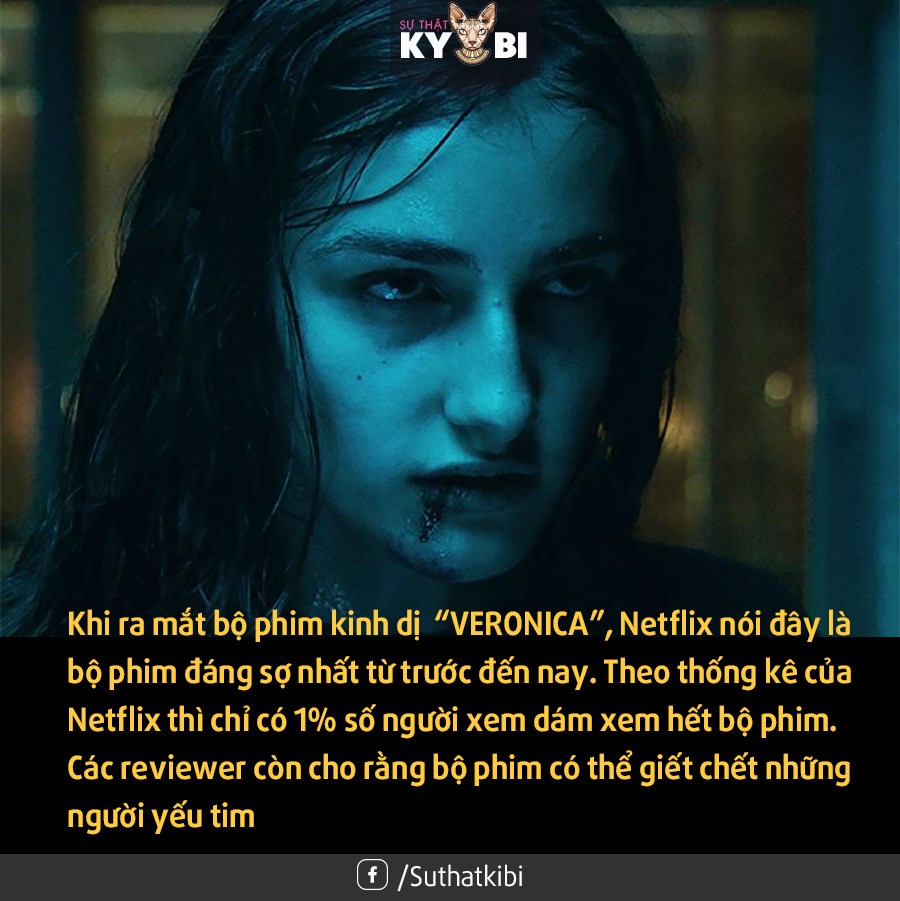 SỰ THẬT
KY BI
Khi ra mắt bộ phim kinh dị “VERONICA”, Netflix nói đây là
bộ phim đáng sợ nhất từ trước đến nay. Theo thống kê của
Netflix thì chỉ có 1% số người xem dám xem hết bộ phim.
Các reviewer còn cho rằng bộ phim có thể giết chết những
người yếu tim
/Suthatkibi